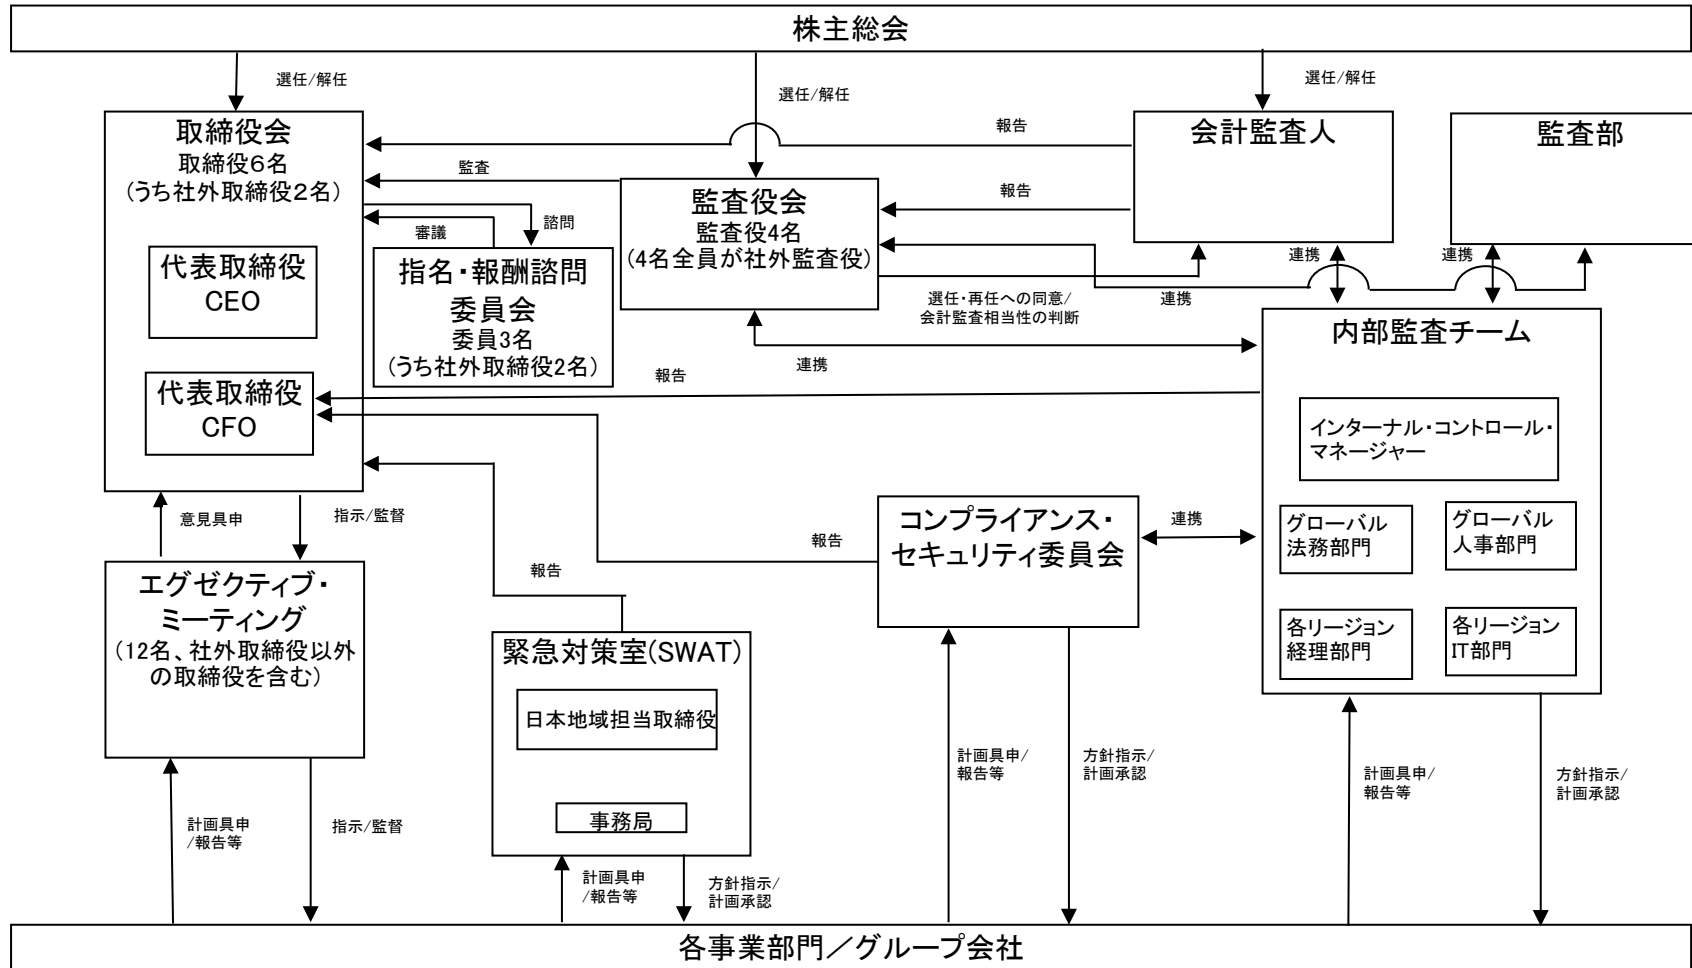 株主総会
選任/解任
選任/解任
選任/解任
取締役会
取締役6名
(うち社外取締役2名)
代表取締役
CEO
代表取締役
CFO
報告
監査
諮問
審議
指名・報酬諮問
委員会
委員3名
(うち社外取締役2名)
監査役会
監査役4名
(4名全員が社外監査役)
報告
会計監査人
監査部
連携
連携
連携
選任・再任への同意/
会計監査相当性の判断
連携
報告
内部監査チーム
インターナル・コントロール・
マネージャー
グローバル
法務部門
グローバル
人事部門
各リージョン
経理部門
各リージョン
IT部門
意見具申
指示/監督
エグゼクティブ・
ミーティング
(12名、社外取締役以外
の取締役を含む)
報告
報告
コンプライアンス・
セキュリティ委員会
連携
緊急対策室(SWAT)
日本地域担当取締役
事務局
計画具申
/報告等
指示/監督
計画具申
/報告等
方針指示/
計画承認
計画具申/
報告等
方針指示/
計画承認
計画具申/
報告等
方針指示/
計画承認
各事業部門/グループ会社